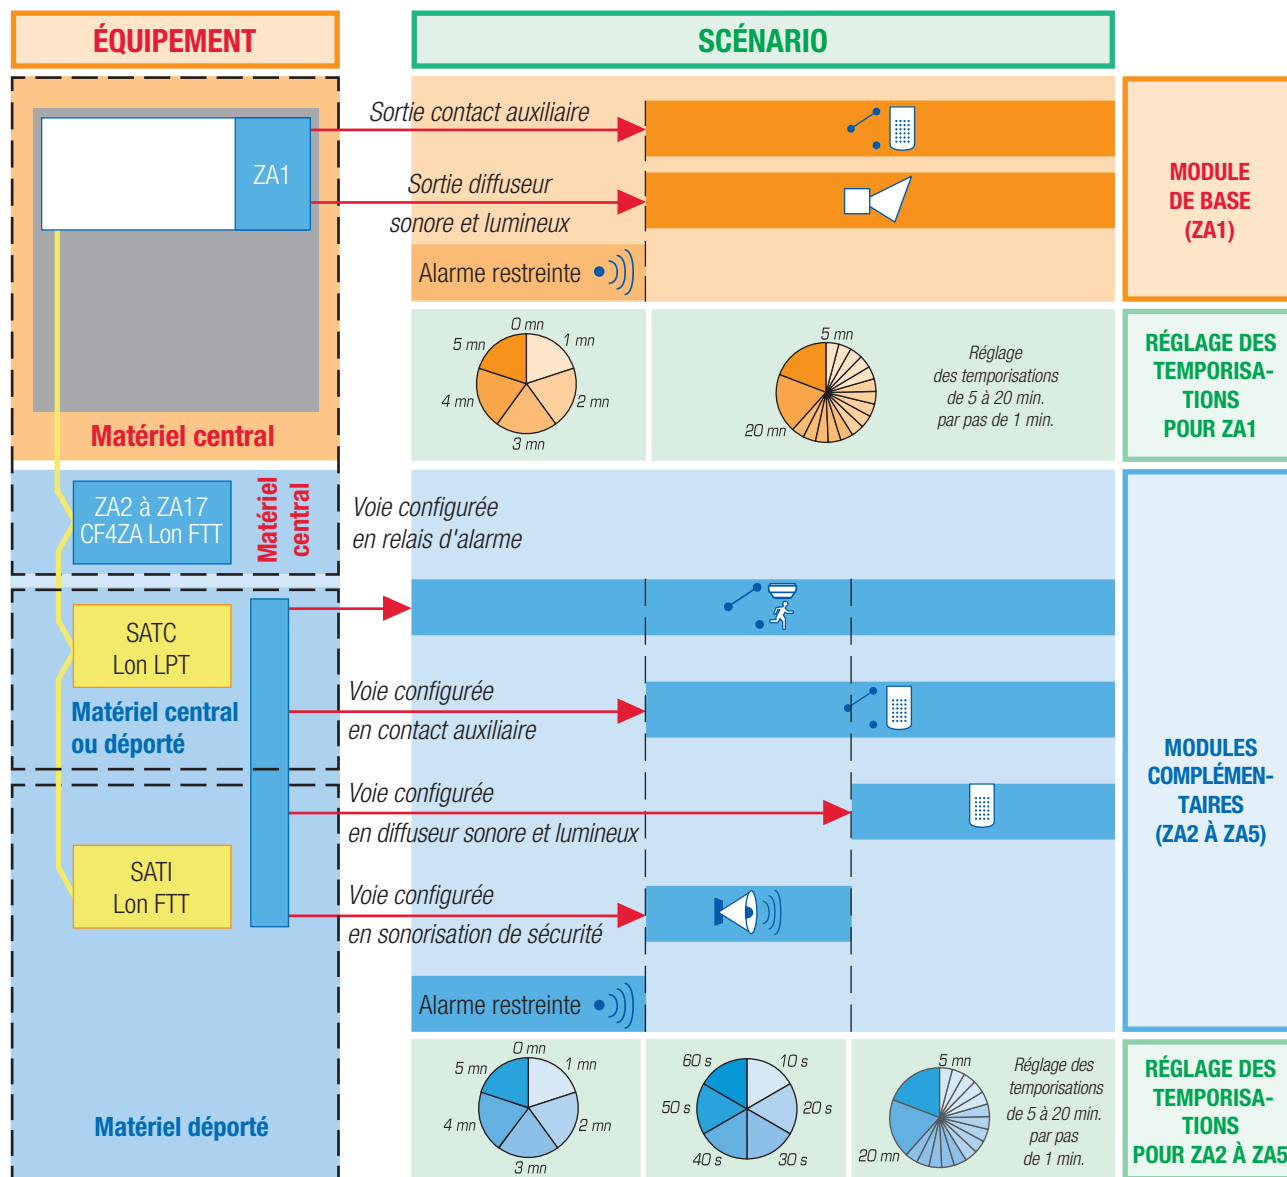 ÉQUIPEMENT
SCÉNARIO
ZA1
Matériel central
Sortie contact auxiliaire
Sortie diffuseur
sonore et lumineux
Alarme restreinte
MODULE
DE BASE
(ZA1)
0 mn
1 mn
2 mn
3 mn
4 mn
5 mn
5 mn
20 mn
Réglage
des temporisations
de 5 à 20 min.
par pas de 1 min.
RÉGLAGE DES
TEMPORISA-
TIONS
POUR ZA1
ZA2 à ZA17
CF4ZA Lon FTT
Matériel
central
SATC
Lon LPT
Matériel central
ou déporté
SATI
Lon FTT
Matériel déporté
Voie configurée
en relais d'alarme
Voie configurée
en contact auxiliaire
Voie configurée
en diffuseur sonore et lumineux
Voie configurée
en sonorisation de sécurité
Alarme restreinte
MODULES
COMPLÉMEN-
TAIRES
(ZA2 À ZA5)
0 mn
1 mn
2 mn
3 mn
4 mn
5 mn
10 s
20 s
30 s
40 s
50 s
60 s
5 mn
20 mn
Réglage des
temporisations
de 5 à 20 min.
par pas
de 1 min.
RÉGLAGE DES
TEMPORISA-
TIONS
POUR ZA2 À ZA5